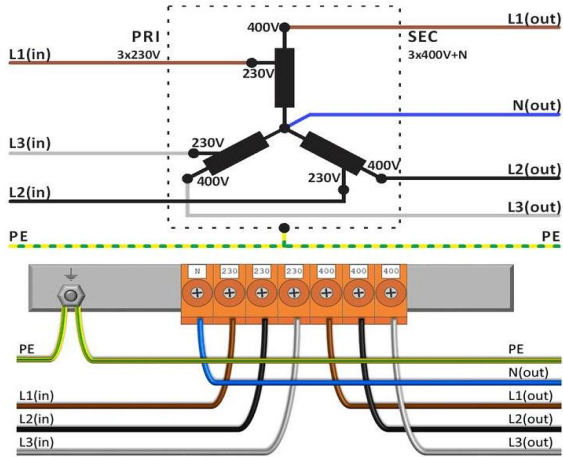 400V
L1(out)
PRI
SEC
3x230V
3x400V+N
L1(in)
230V
N(out)
L3(in)
230V
400V
L2(out)
230V
400V
L2(in)
L3(out)
PE
PE
N 230 230 230 400 400 400
PE
PE
N(out)
L1(in)
L1(out)
L2(in)
L2(out)
L3(in)
L3(out)